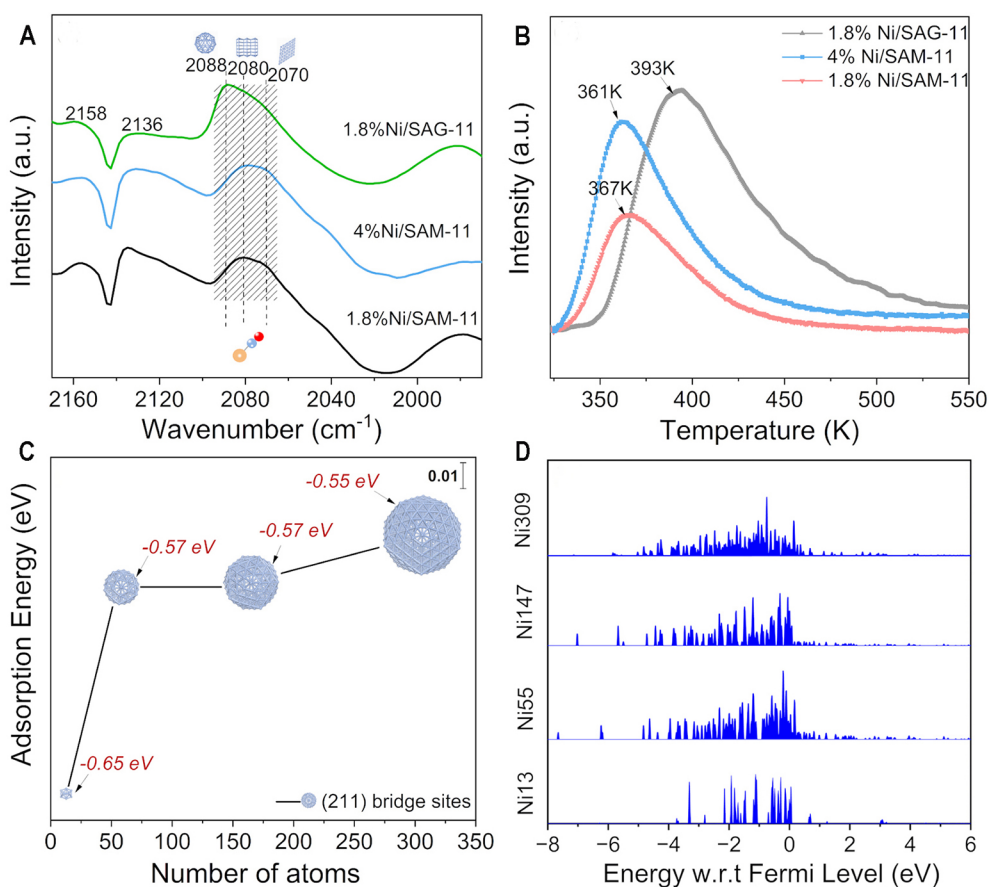 A
2088 2080 2070
2158 2136
1.8%Ni/SAG-11
4%Ni/SAM-11
1.8%Ni/SAM-11
Intensity (a.u.)
2160 2120 2080 2040 2000
Wavenumber (cm⁻¹)
B
1.8% Ni/SAG-11
4% Ni/SAM-11
1.8% Ni/SAM-11
393K
361K
367K
Intensity (a.u.)
350 400 450 500 550
Temperature (K)
C
0.01
-0.55 eV
-0.57 eV
-0.57 eV
-0.65 eV
(211) bridge sites
Adsorption Energy (eV)
0 50 100 150 200 250 300 350
Number of atoms
D
Ni309
Ni147
Ni55
Ni13
−8 −6 −4 −2 0 2 4 6
Energy w.r.t Fermi Level (eV)